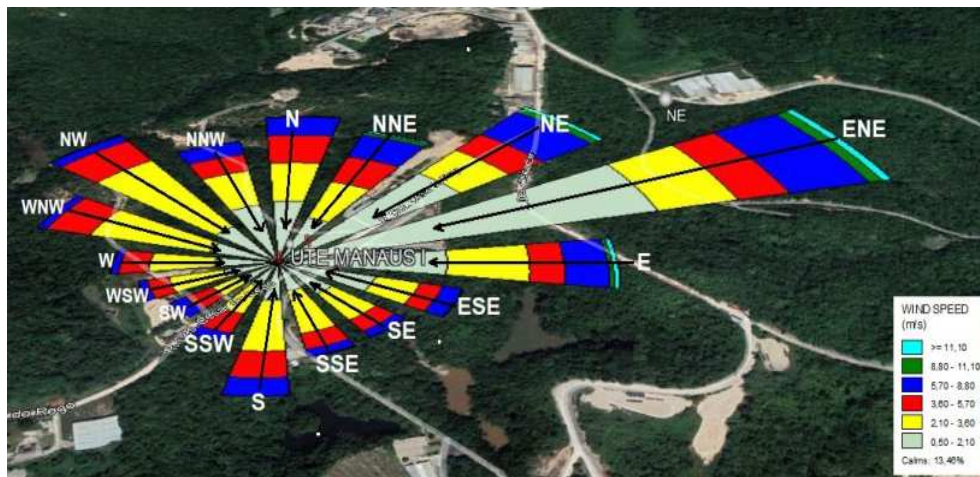 N
NNE
NE
NE
ENE
NNW
NW
WNW
UTE MANAUS I
W
E
WSW
SW
SSW
S
SSE
SE
ESE
WIND SPEED
(m/s)
>= 11,10
8,80 - 11,10
5,70 - 8,80
3,60 - 5,70
2,10 - 3,60
0,50 - 2,10
Calms: 13,46%